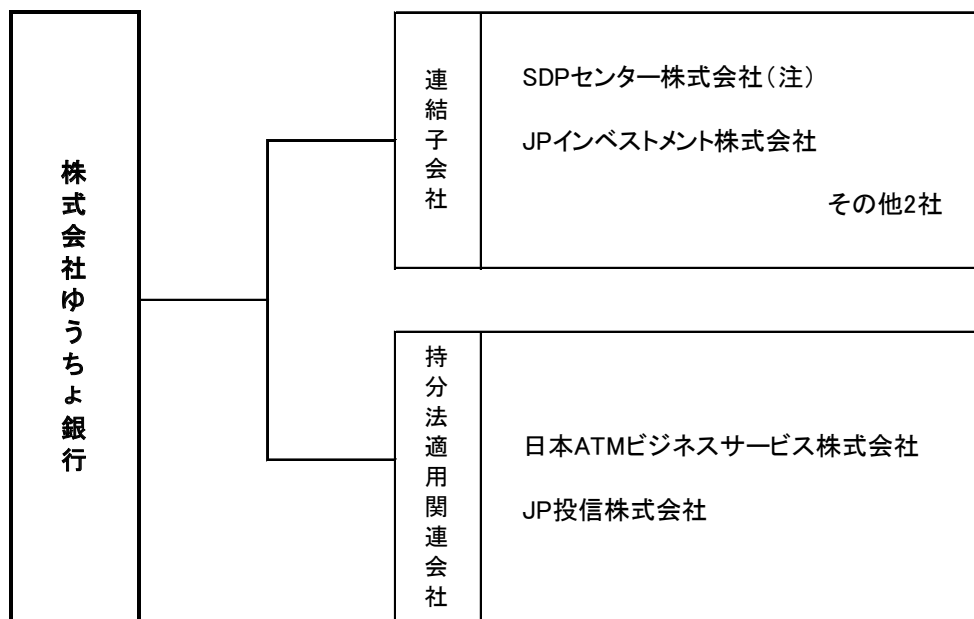 株式会社ゆうちょ銀行
連結子会社
SDPセンター株式会社（注）
JPインベストメント株式会社
その他2社
持分法適用関連会社
日本ATMビジネスサービス株式会社
JP投信株式会社